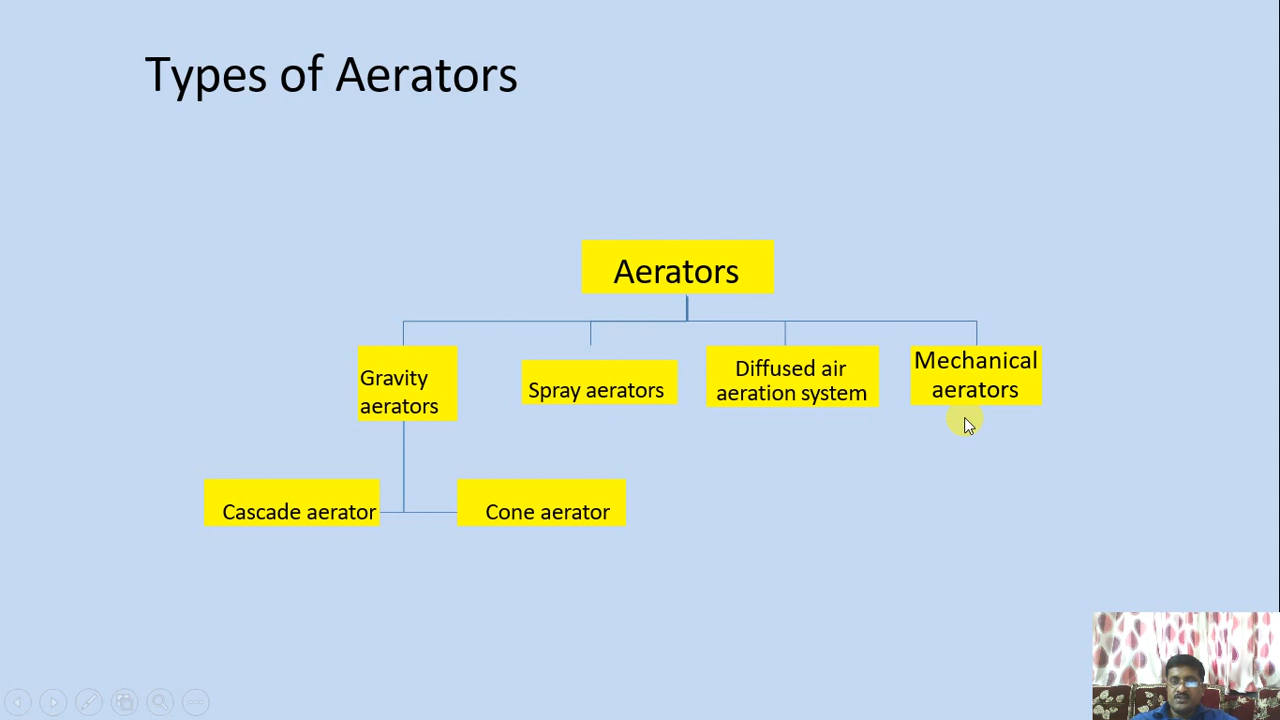 Types of Aerators
Aerators
Gravity
aerators
Spray aerators
Diffused air
aeration system
Mechanical
aerators
Cascade aerator
Cone aerator